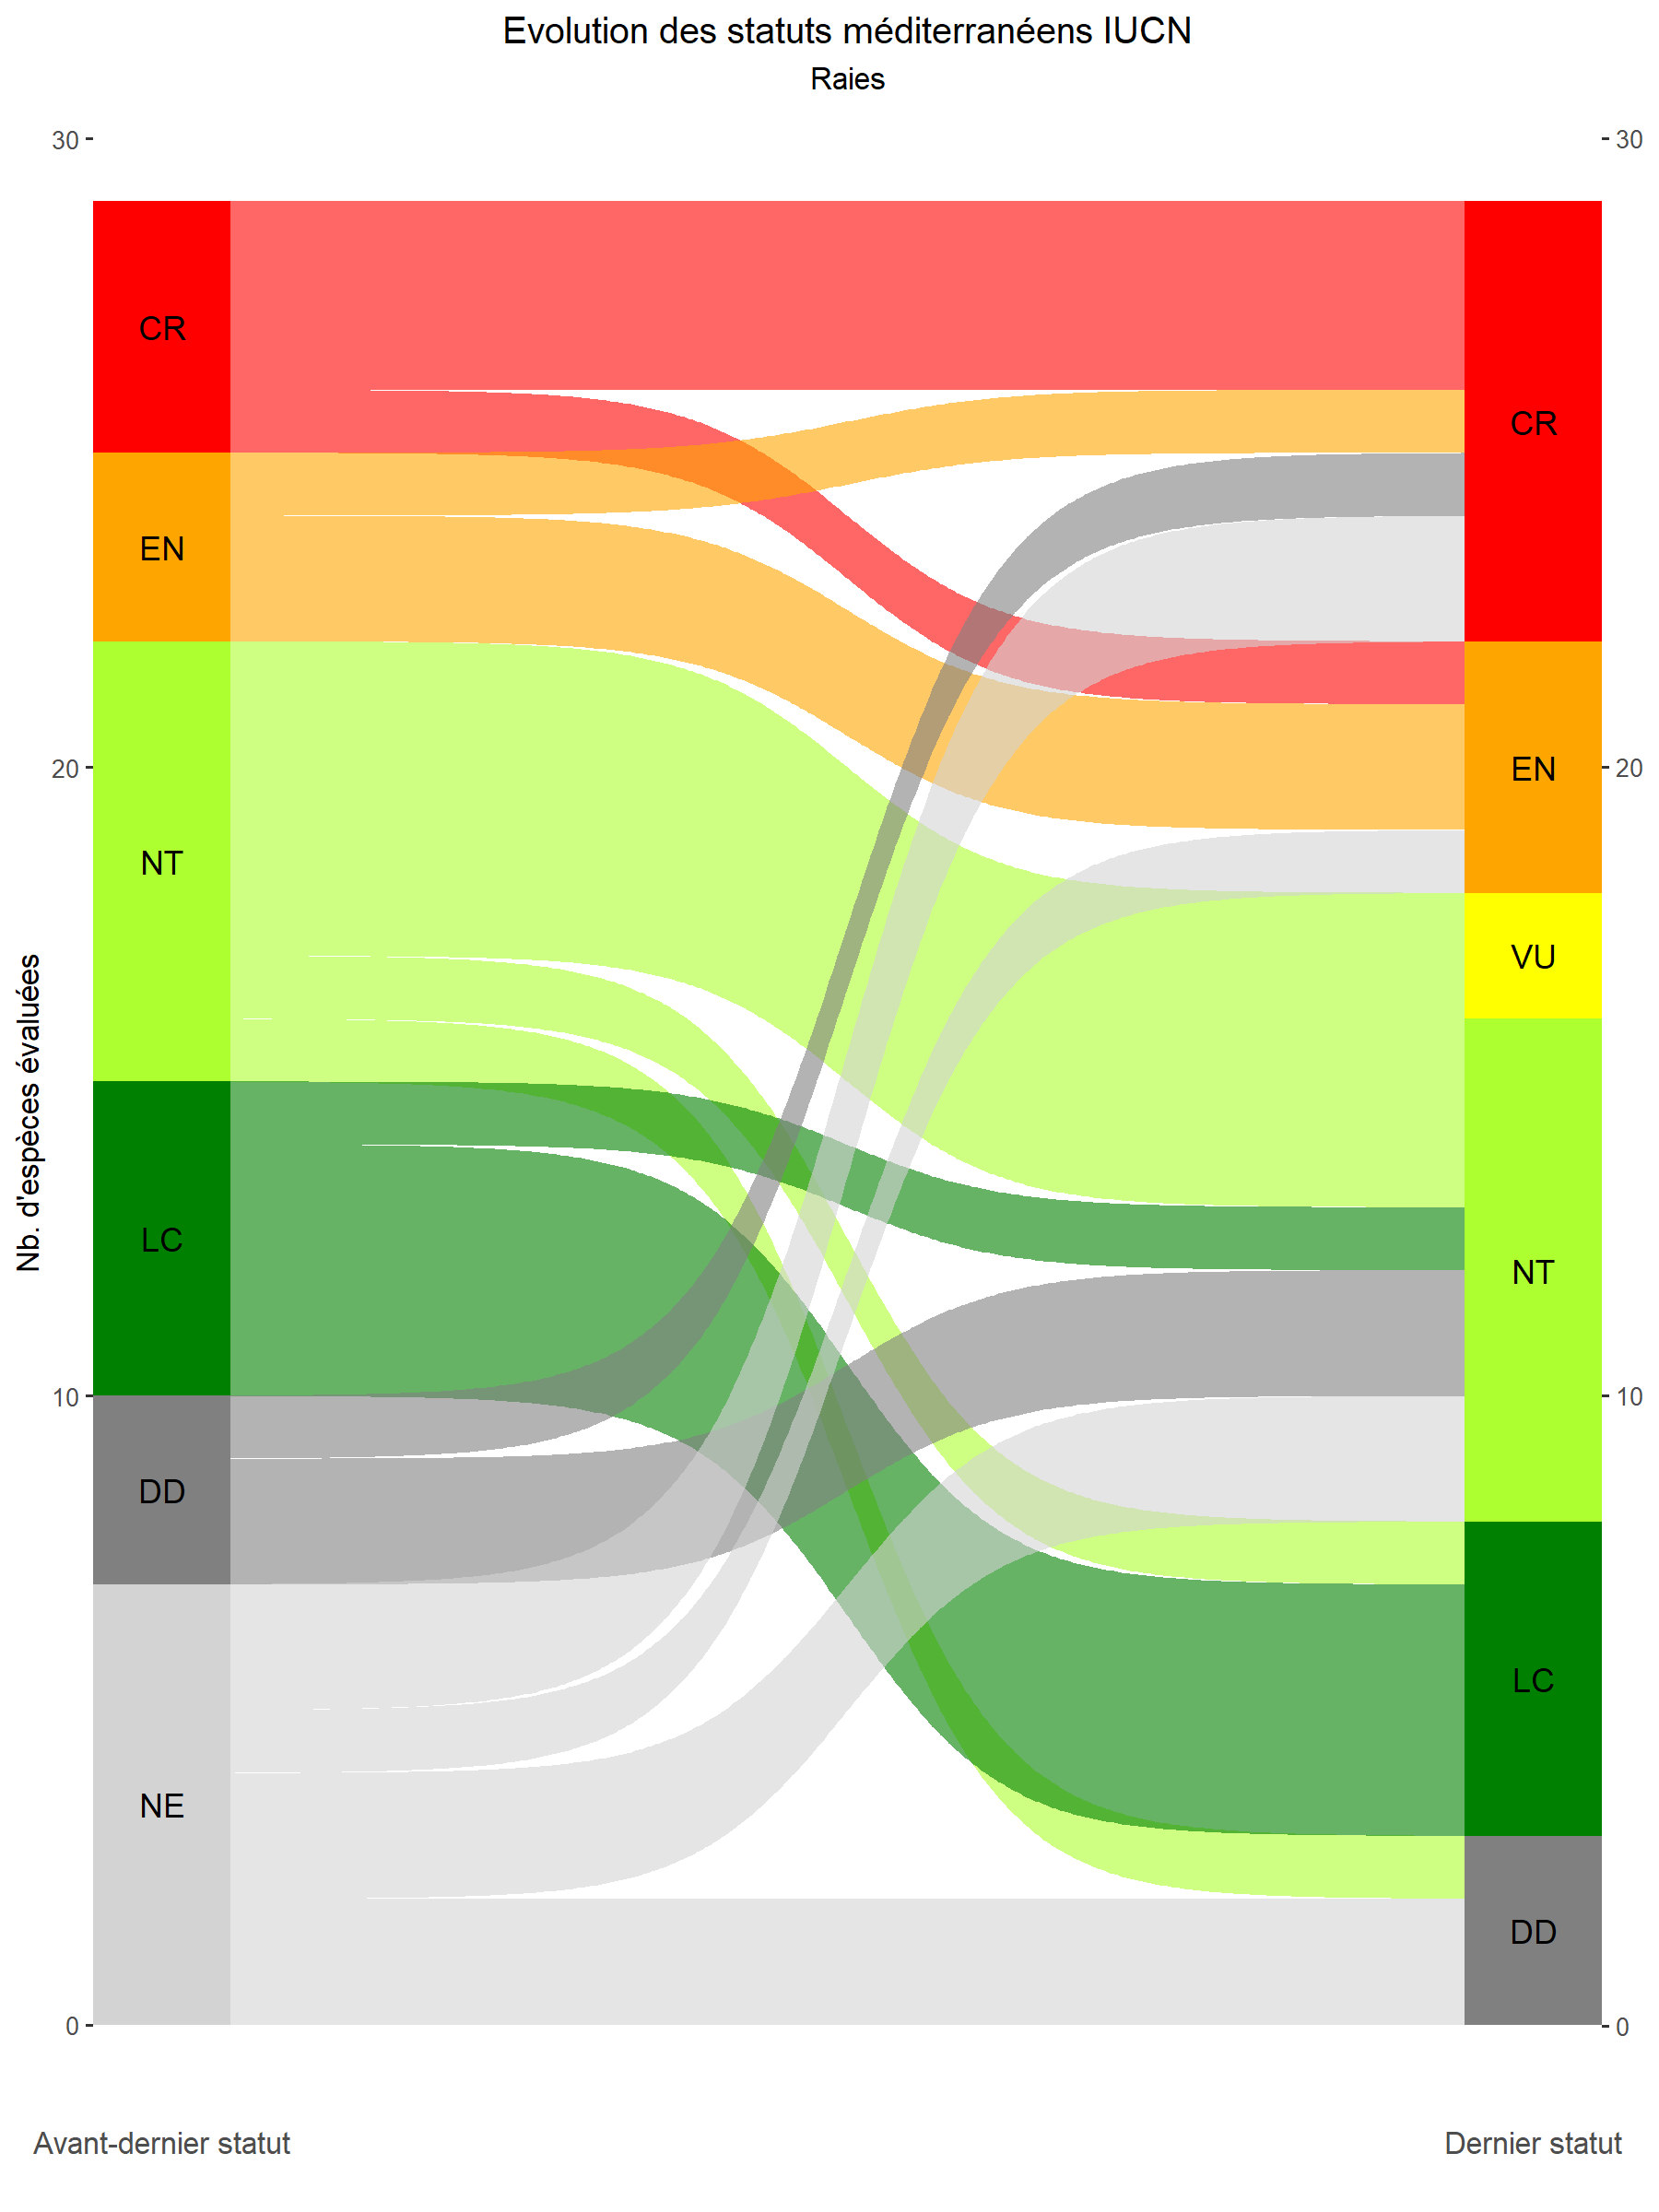 Evolution des statuts méditerranéens IUCN
Raies
30
20
10
0
Nb. d'espèces évaluées
CR
EN
NT
LC
DD
NE
CR
EN
VU
NT
LC
DD
30
20
10
0
Avant-dernier statut
Dernier statut